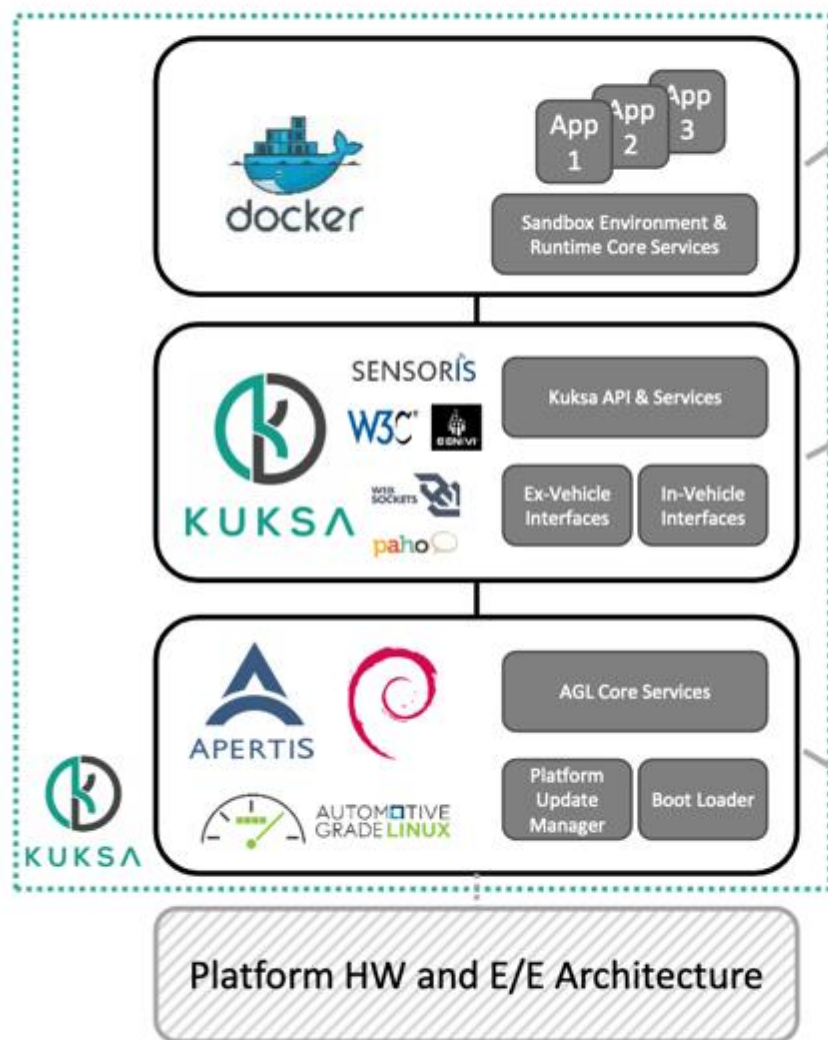 docker
App
1
App
2
App
3
Sandbox Environment &
Runtime Core Services
KUKSA
SENSORIS
W3C®
GENIVI
WEB
SOCKETS
paho
Kuksa API & Services
Ex-Vehicle
Interfaces
In-Vehicle
Interfaces
APERTIS
AUTOMOTIVE
GRADELINUX
AGL Core Services
Platform
Update
Manager
Boot Loader
KUKSA
Platform HW and E/E Architecture